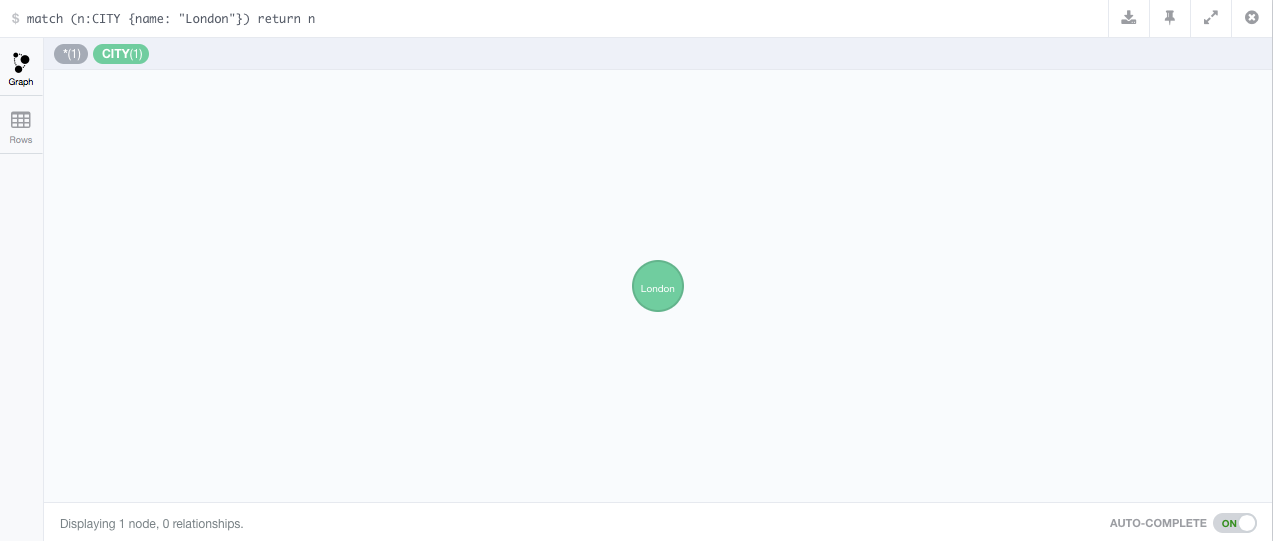 $ match (n:CITY {name: "London"}) return n
*(1) CITY(1)
Graph
Rows
London
Displaying 1 node, 0 relationships.
AUTO-COMPLETE ON